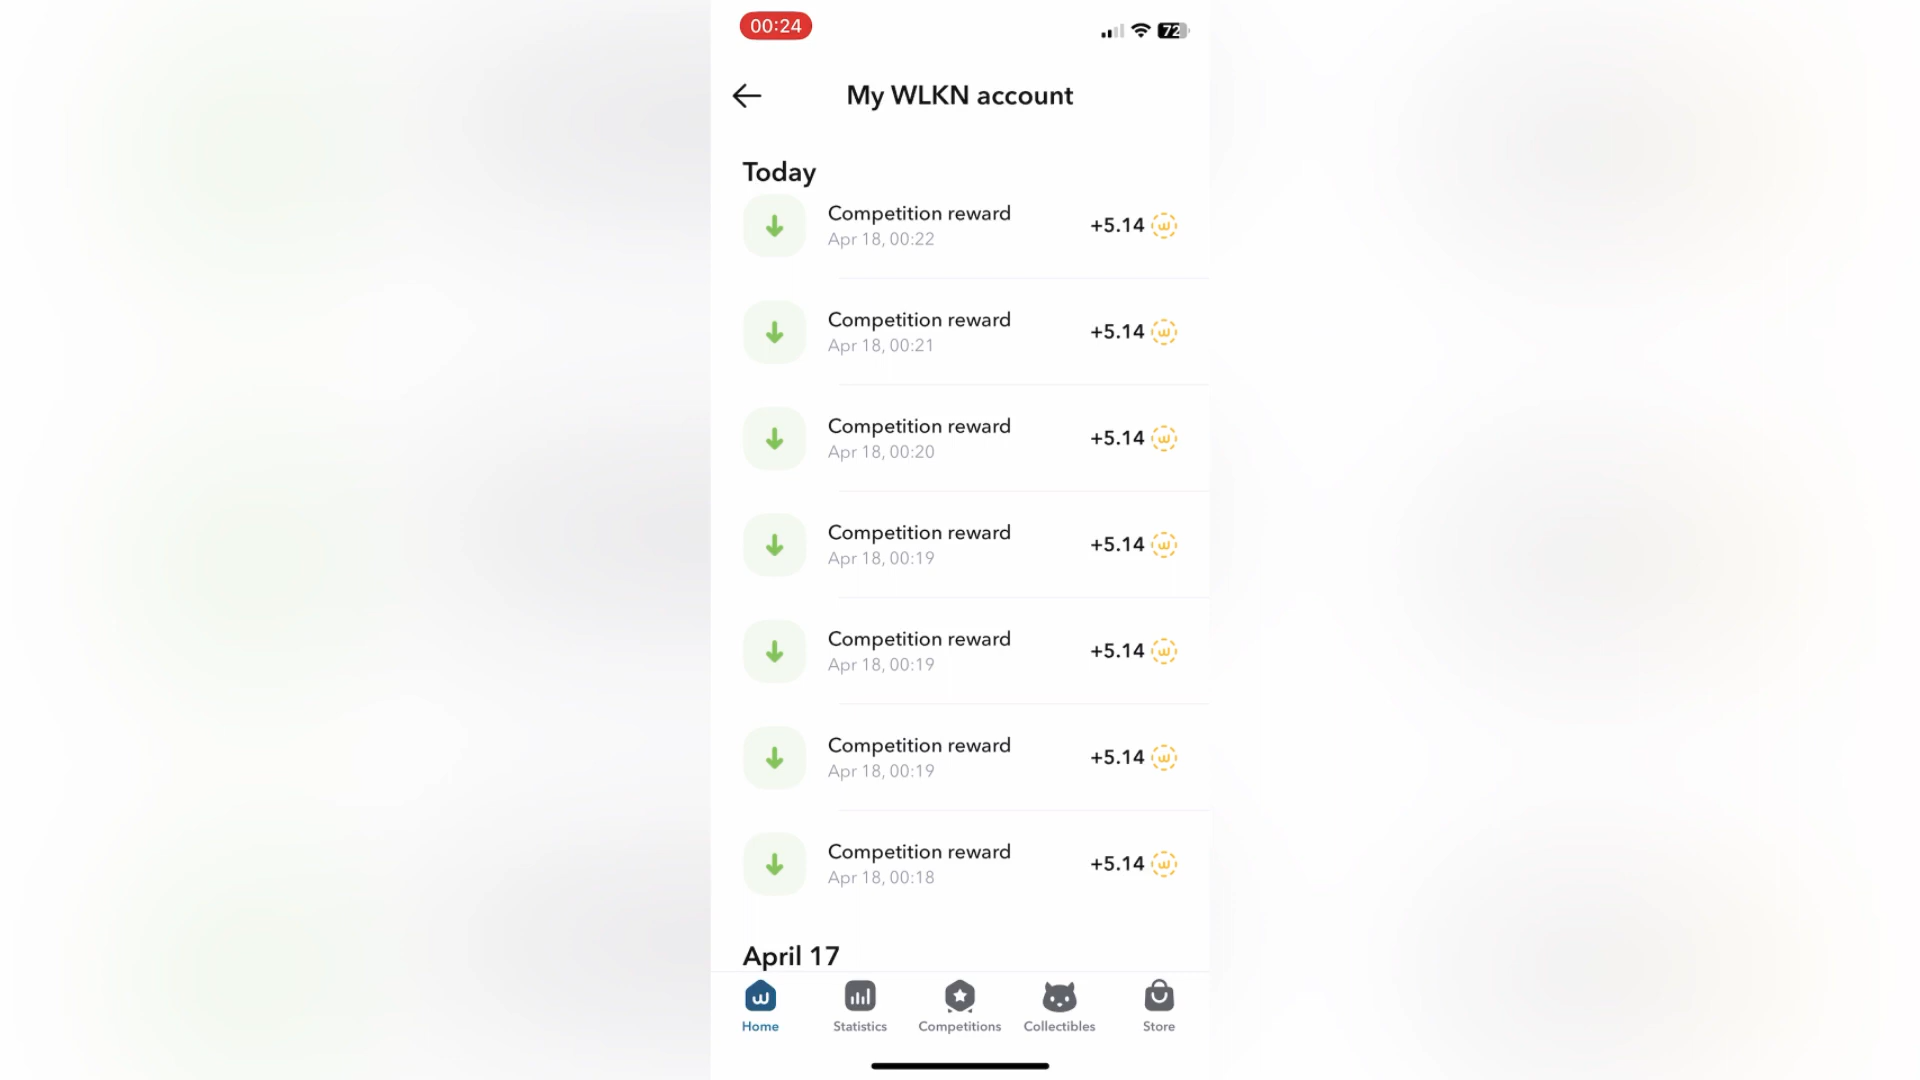 00:24
72
My WLKN account
Today
Competition reward
+5.14
Apr 18, 00:22
Competition reward
+5.14
Apr 18, 00:21
Competition reward
+5.14
Apr 18, 00:20
Competition reward
+5.14
Apr 18, 00:19
Competition reward
+5.14
Apr 18, 00:19
Competition reward
+5.14
Apr 18, 00:19
Competition reward
+5.14
Apr 18, 00:18
April 17
Home Statistics Competitions Collectibles Store